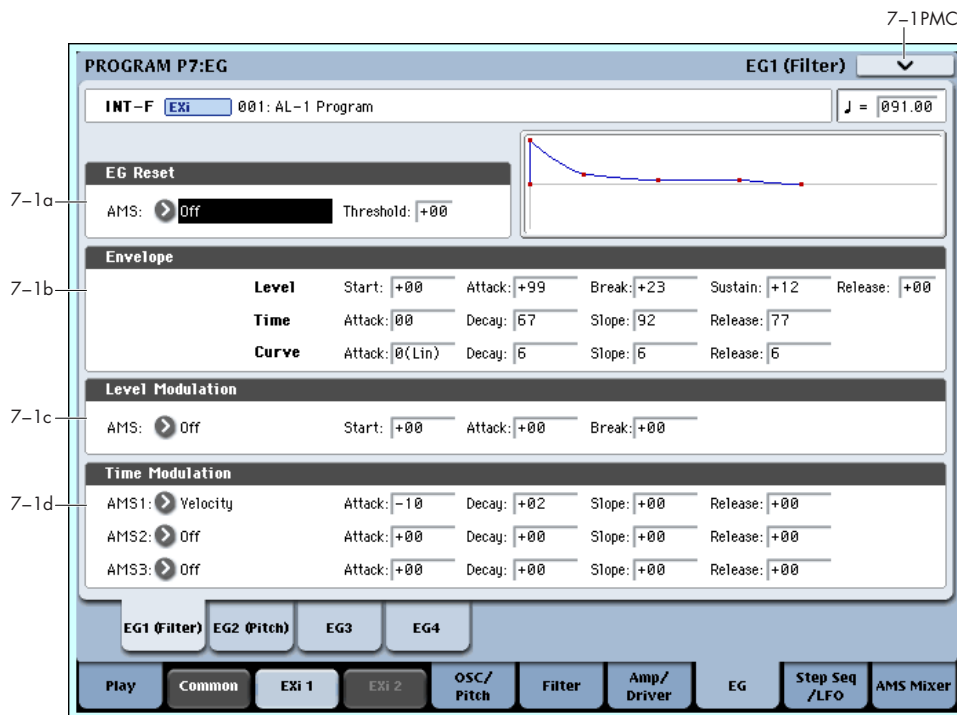 7–1PMC
PROGRAM P7:EG EG1 (Filter)
INT-F EXi 001: AL-1 Program ♩ = 091.00
EG Reset
7–1a
AMS: Off Threshold: +00
Envelope
7–1b
Level Start: +00 Attack: +99 Break: +23 Sustain: +12 Release: +00
Time Attack: 00 Decay: 67 Slope: 92 Release: 77
Curve Attack: 0(Lin) Decay: 6 Slope: 6 Release: 6
Level Modulation
7–1c
AMS: Off Start: +00 Attack: +00 Break: +00
Time Modulation
7–1d
AMS1: Velocity Attack: -10 Decay: +02 Slope: +00 Release: +00
AMS2: Off Attack: +00 Decay: +00 Slope: +00 Release: +00
AMS3: Off Attack: +00 Decay: +00 Slope: +00 Release: +00
EG1 (Filter) EG2 (Pitch) EG3 EG4
Play Common EXi 1 EXi 2 OSC/ Pitch Filter Amp/ Driver EG Step Seq /LFO AMS Mixer